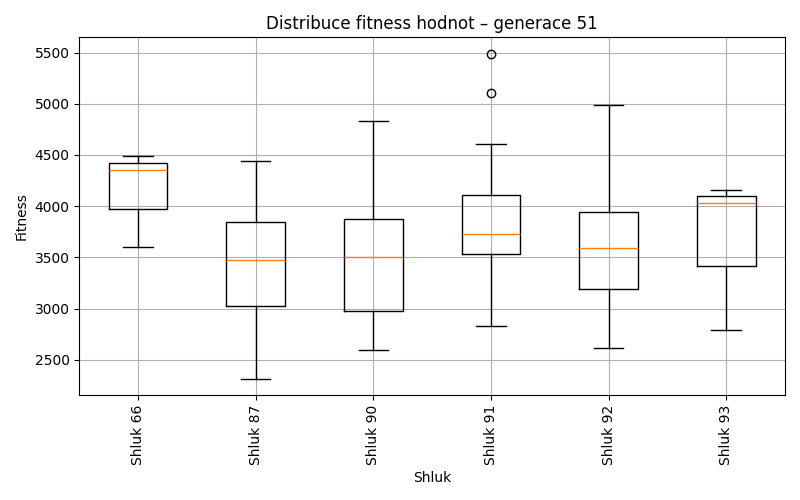 Distribuce fitness hodnot – generace 51
5500
5000
4500
4000
3500
3000
2500
Fitness
Shluk 66
Shluk 87
Shluk 90
Shluk 91
Shluk 92
Shluk 93
Shluk